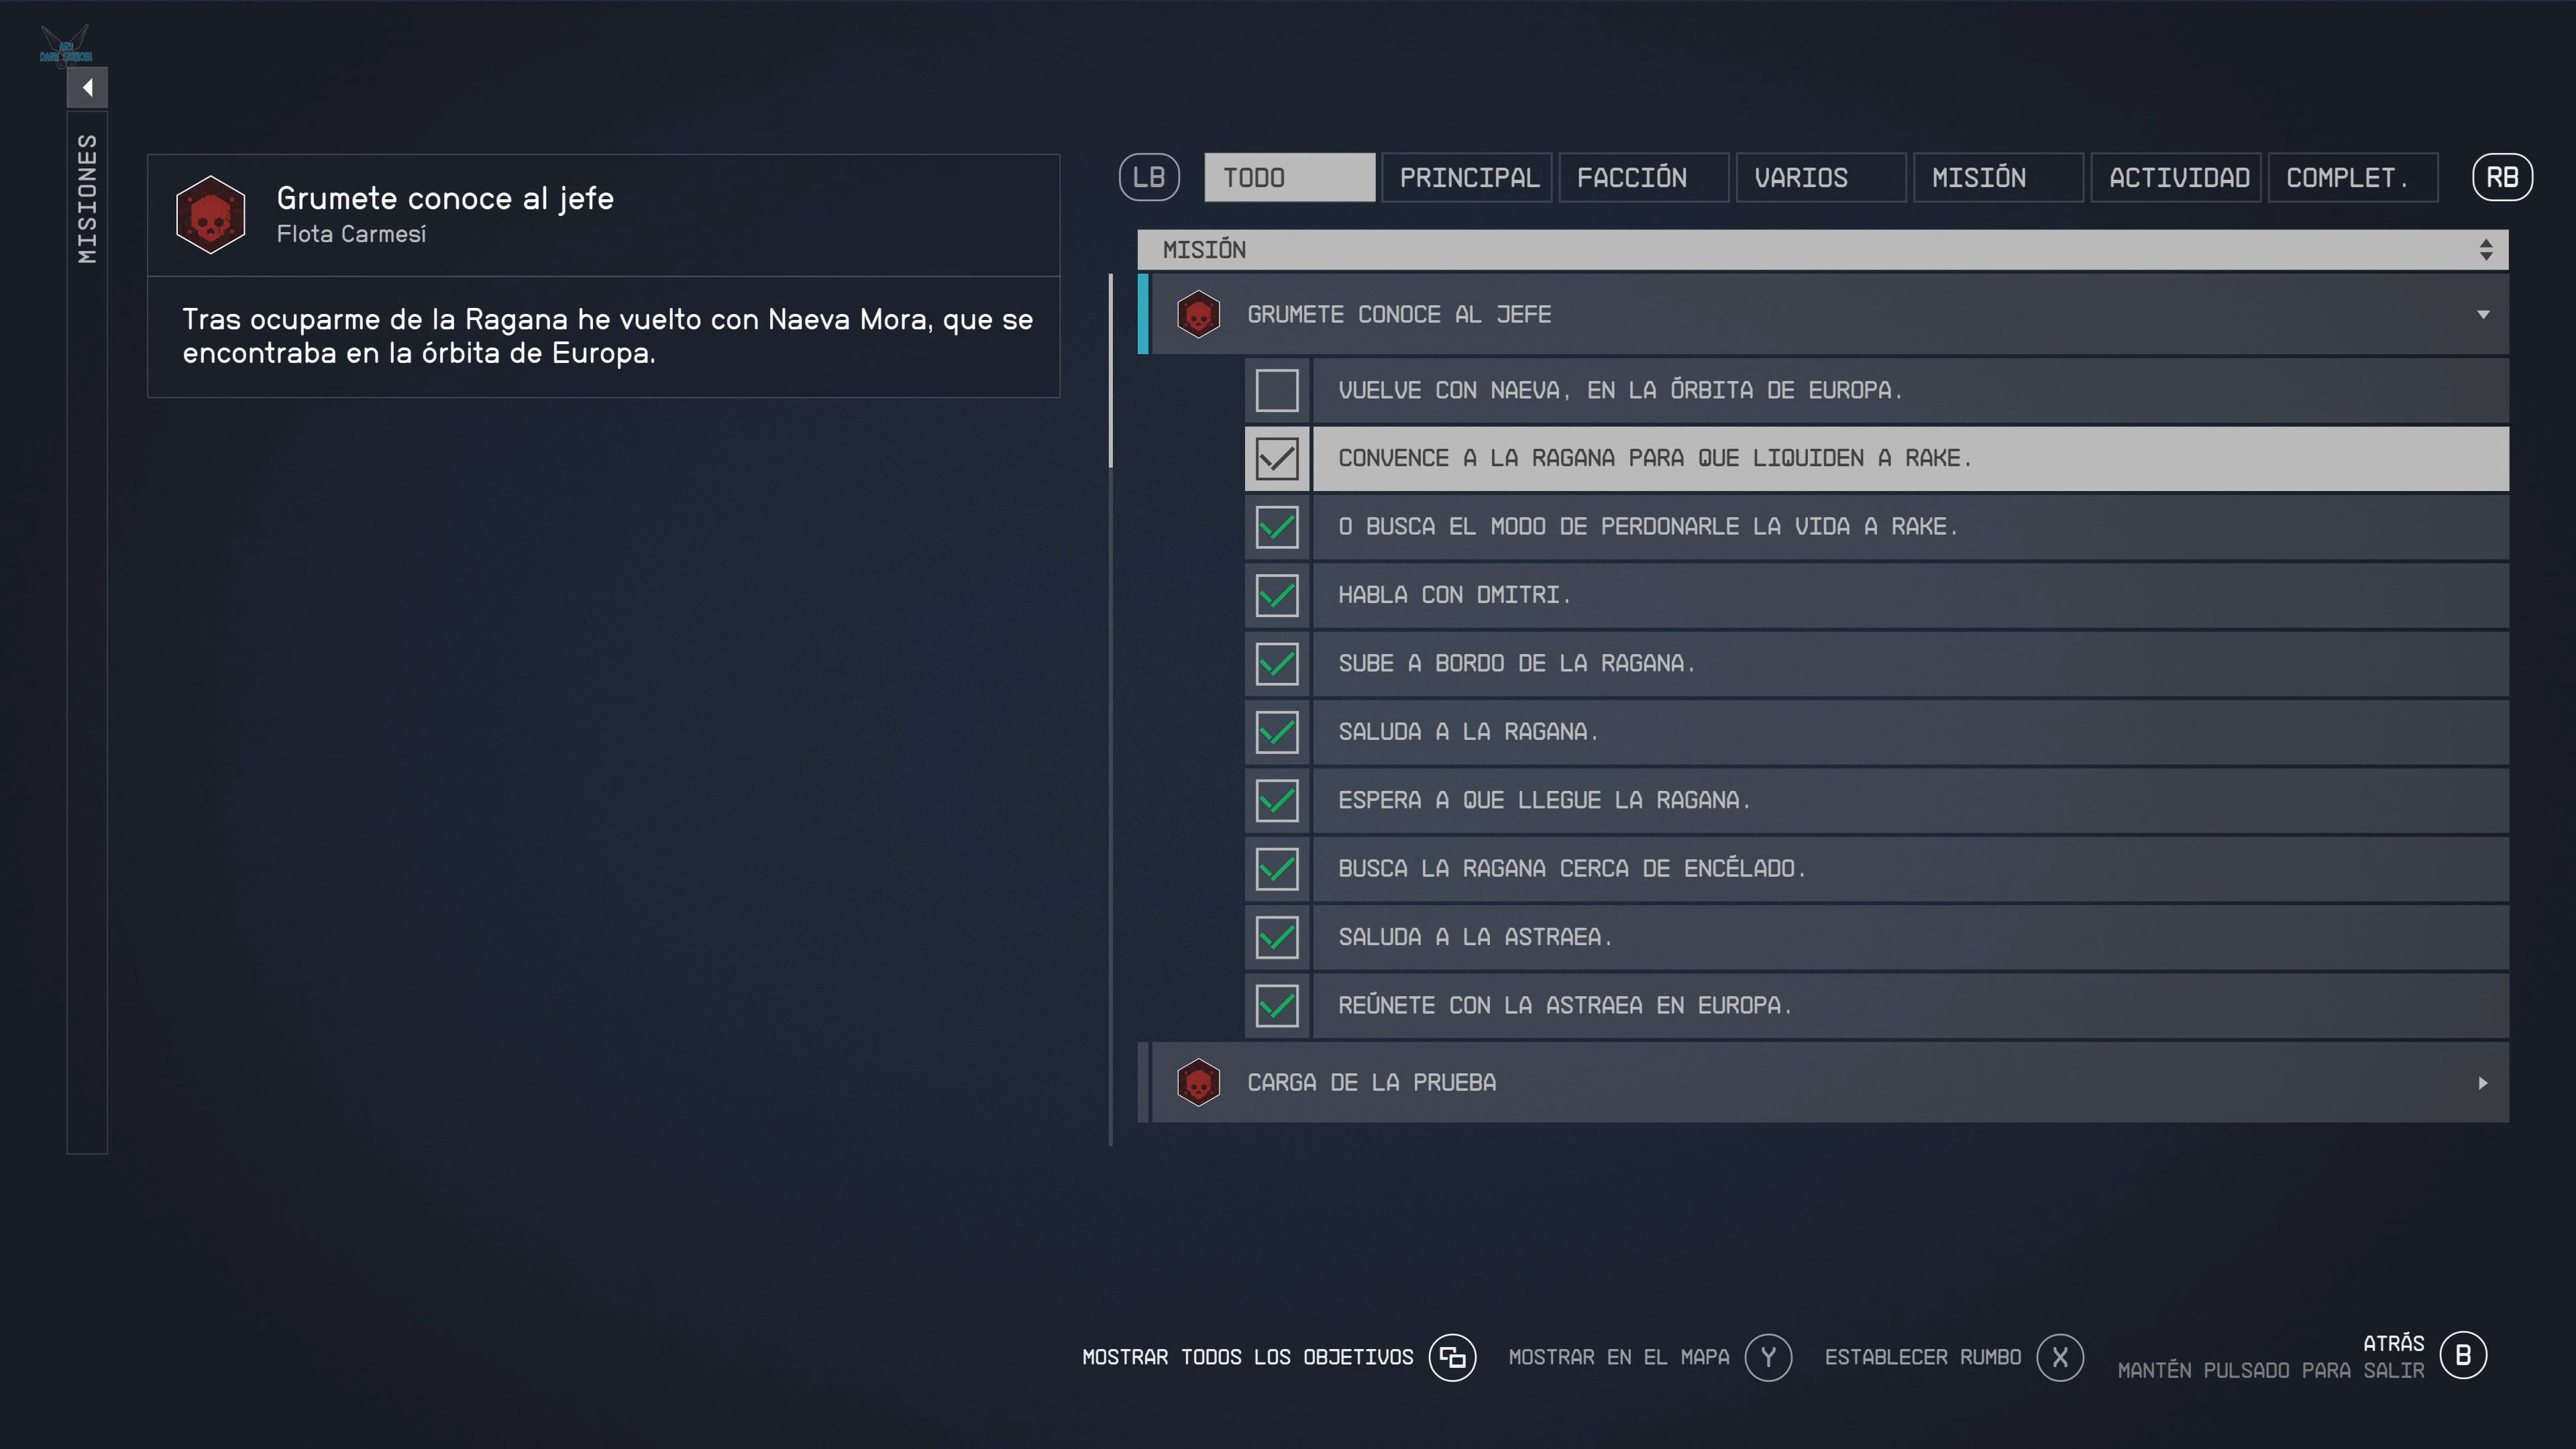 MISIONES
Grumete conoce al jefe
Flota Carmesí
Tras ocuparme de la Ragana he vuelto con Naeva Mora, que se
encontraba en la órbita de Europa.
LB
TODO
PRINCIPAL
FACCIÓN
VARIOS
MISIÓN
ACTIVIDAD
COMPLET.
RB
MISIÓN
GRUMETE CONOCE AL JEFE
VUELVE CON NAEVA, EN LA ÓRBITA DE EUROPA.
CONVENCE A LA RAGANA PARA QUE LIQUIDEN A RAKE.
O BUSCA EL MODO DE PERDONARLE LA VIDA A RAKE.
HABLA CON DMITRI.
SUBE A BORDO DE LA RAGANA.
SALUDA A LA RAGANA.
ESPERA A QUE LLEGUE LA RAGANA.
BUSCA LA RAGANA CERCA DE ENCÉLADO.
SALUDA A LA ASTRAEA.
REÚNETE CON LA ASTRAEA EN EUROPA.
CARGA DE LA PRUEBA
MOSTRAR TODOS LOS OBJETIVOS
MOSTRAR EN EL MAPA Y
ESTABLECER RUMBO X
ATRÁS B
MANTÉN PULSADO PARA SALIR